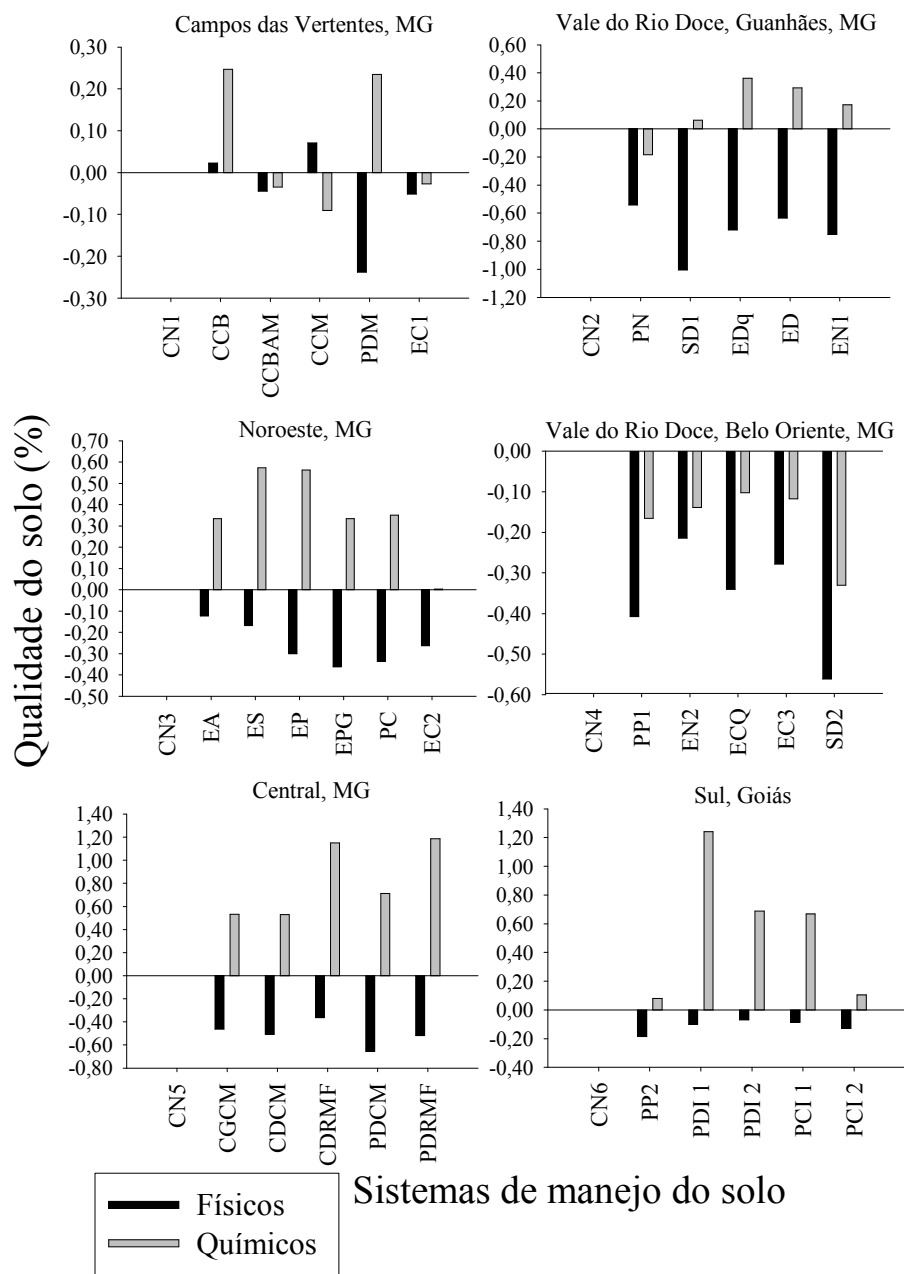 Campos das Vertentes, MG
0,30
0,20
0,10
0,00
-0,10
-0,20
-0,30
CN1
CCB
CCBAM
CCM
PDM
EC1
Vale do Rio Doce, Guanhães, MG
0,60
0,40
0,20
0,00
-0,20
-0,40
-0,60
-0,80
-1,00
-1,20
CN2
PN
SD1
EDq
ED
EN1
Qualidade do solo (%)
Noroeste, MG
0,70
0,60
0,50
0,40
0,30
0,20
0,10
0,00
-0,10
-0,20
-0,30
-0,40
-0,50
CN3
EA
ES
EP
EPG
PC
EC2
Vale do Rio Doce, Belo Oriente, MG
0,00
-0,10
-0,20
-0,30
-0,40
-0,50
-0,60
CN4
PP1
EN2
ECQ
EC3
SD2
Central, MG
1,40
1,20
1,00
0,80
0,60
0,40
0,20
0,00
-0,20
-0,40
-0,60
-0,80
CN5
CGCM
CDCM
CDRMF
PDCM
PDRMF
Sul, Goiás
1,40
1,20
1,00
0,80
0,60
0,40
0,20
0,00
-0,20
-0,40
CN6
PP2
PDI 1
PDI 2
PCI 1
PCI 2
Sistemas de manejo do solo
Físicos
Químicos